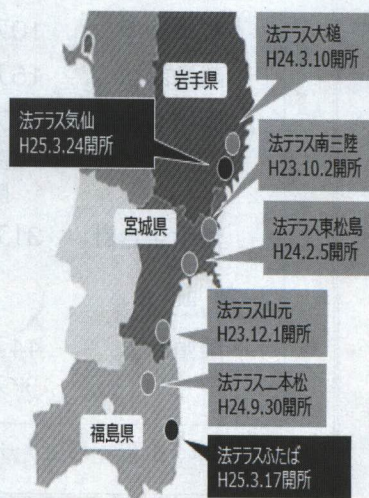 法テラス大槌
H24.3.10開所
岩手県
法テラス気仙
H25.3.24開所
法テラス南三陸
H23.10.2開所
宮城県
法テラス東松島
H24.2.5開所
法テラス山元
H23.12.1開所
法テラス二本松
H24.9.30開所
福島県
法テラスふたば
H25.3.17開所